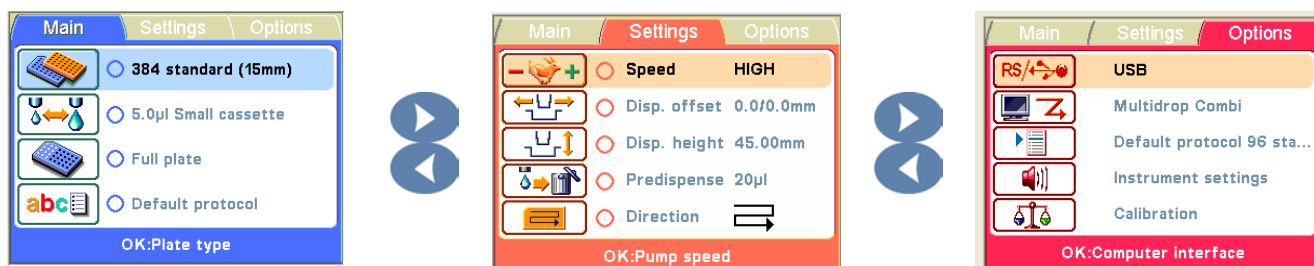 Main Settings Options
384 standard (15mm)
5.0µl Small cassette
Full plate
abc Default protocol
OK:Plate type
Main Settings Options
Speed HIGH
Disp. offset 0.0/0.0mm
Disp. height 45.00mm
Predispense 20µl
Direction
OK:Pump speed
Main Settings Options
RS/ USB
Multidrop Combi
Default protocol 96 sta...
Instrument settings
Calibration
OK:Computer interface